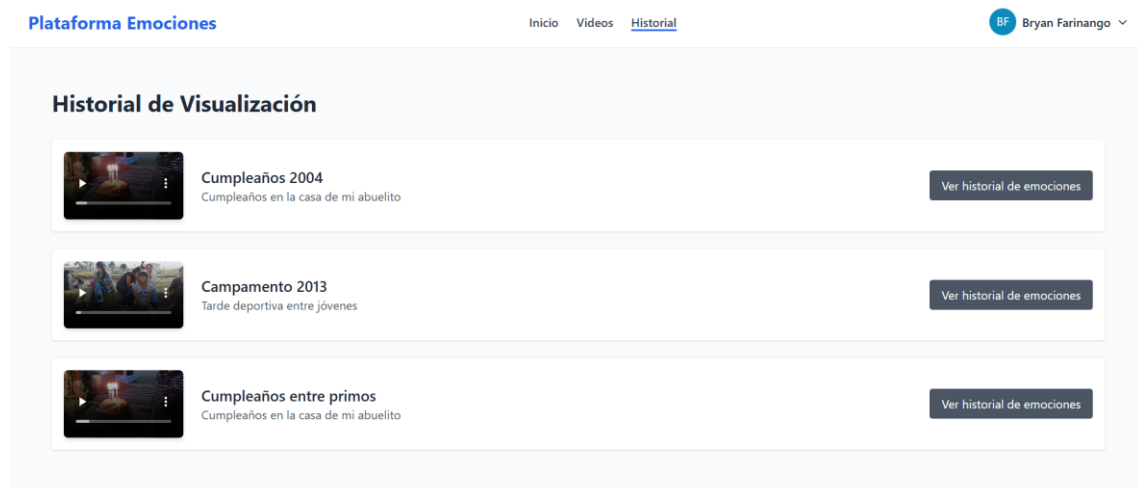 Plataforma Emociones
Inicio Videos Historial
BF Bryan Farinango
Historial de Visualización
Cumpleaños 2004
Cumpleaños en la casa de mi abuelito
Ver historial de emociones
Campamento 2013
Tarde deportiva entre jóvenes
Ver historial de emociones
Cumpleaños entre primos
Cumpleaños en la casa de mi abuelito
Ver historial de emociones